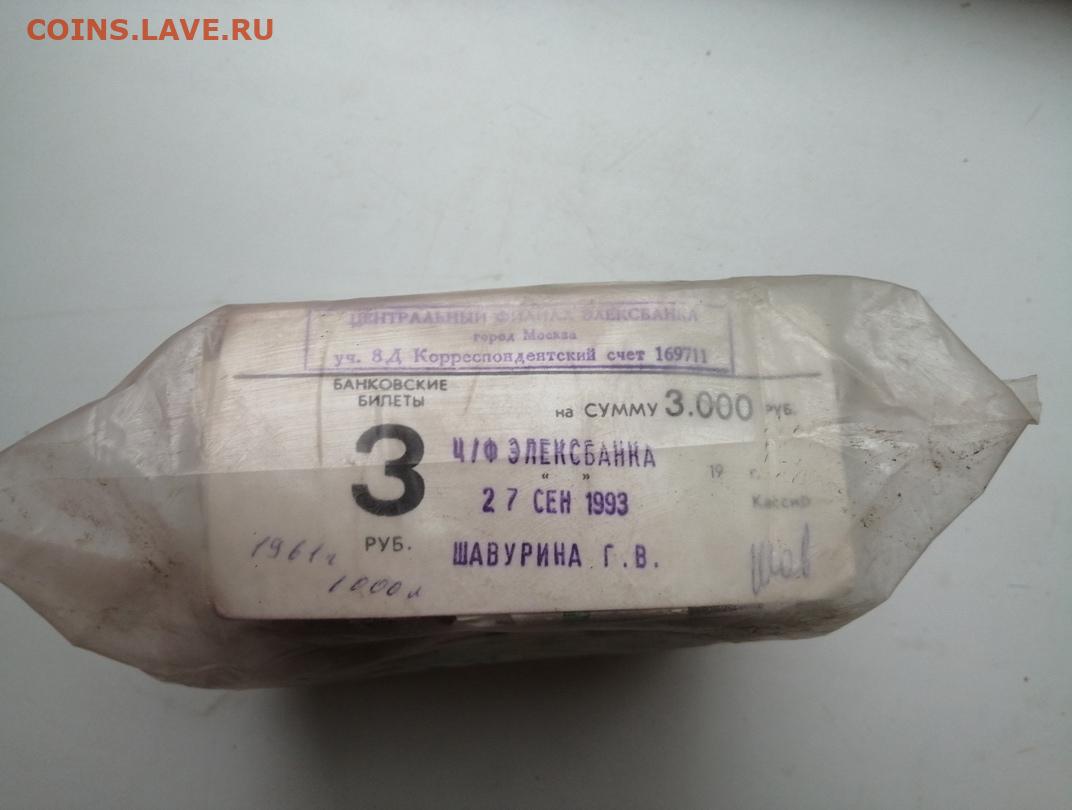 COINS.LAVE.RU
ЦЕНТРАЛЬНЫЙ ФИЛИАЛ ЭЛЕКСБАНКА
город Москва
уч. 8Д Корреспондентский счет 169711
БАНКОВСКИЕ
БИЛЕТЫ
на СУММУ 3.000 РУБ.
3
Ц/Ф ЭЛЕКСБАНКА
« » 19 г.
27 СЕН 1993
Кассир
РУБ.
ШАВУРИНА Г.В.
Шав
1961г
1000л